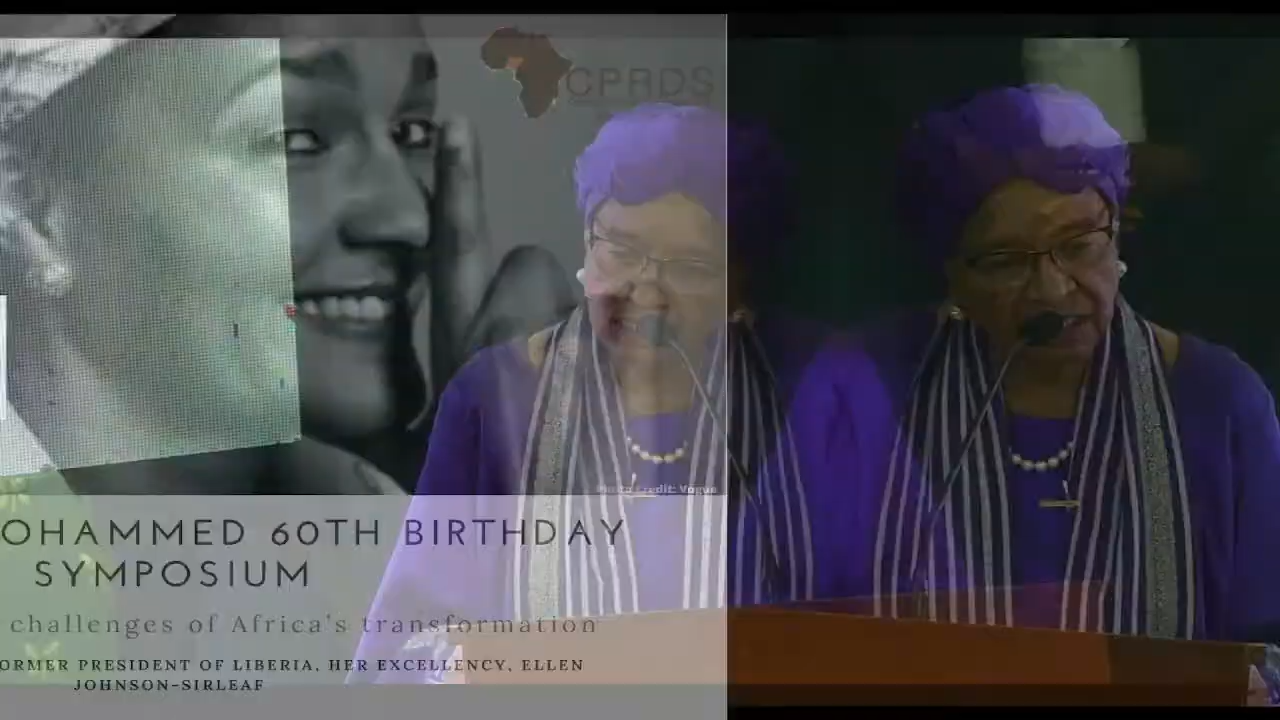 CPRDS
Photo Credit: Vogue
OHAMMED 60TH BIRTHDAY
SYMPOSIUM
challenges of Africa's transformation
ORMER PRESIDENT OF LIBERIA, HER EXCELLENCY, ELLEN
JOHNSON-SIRLEAF